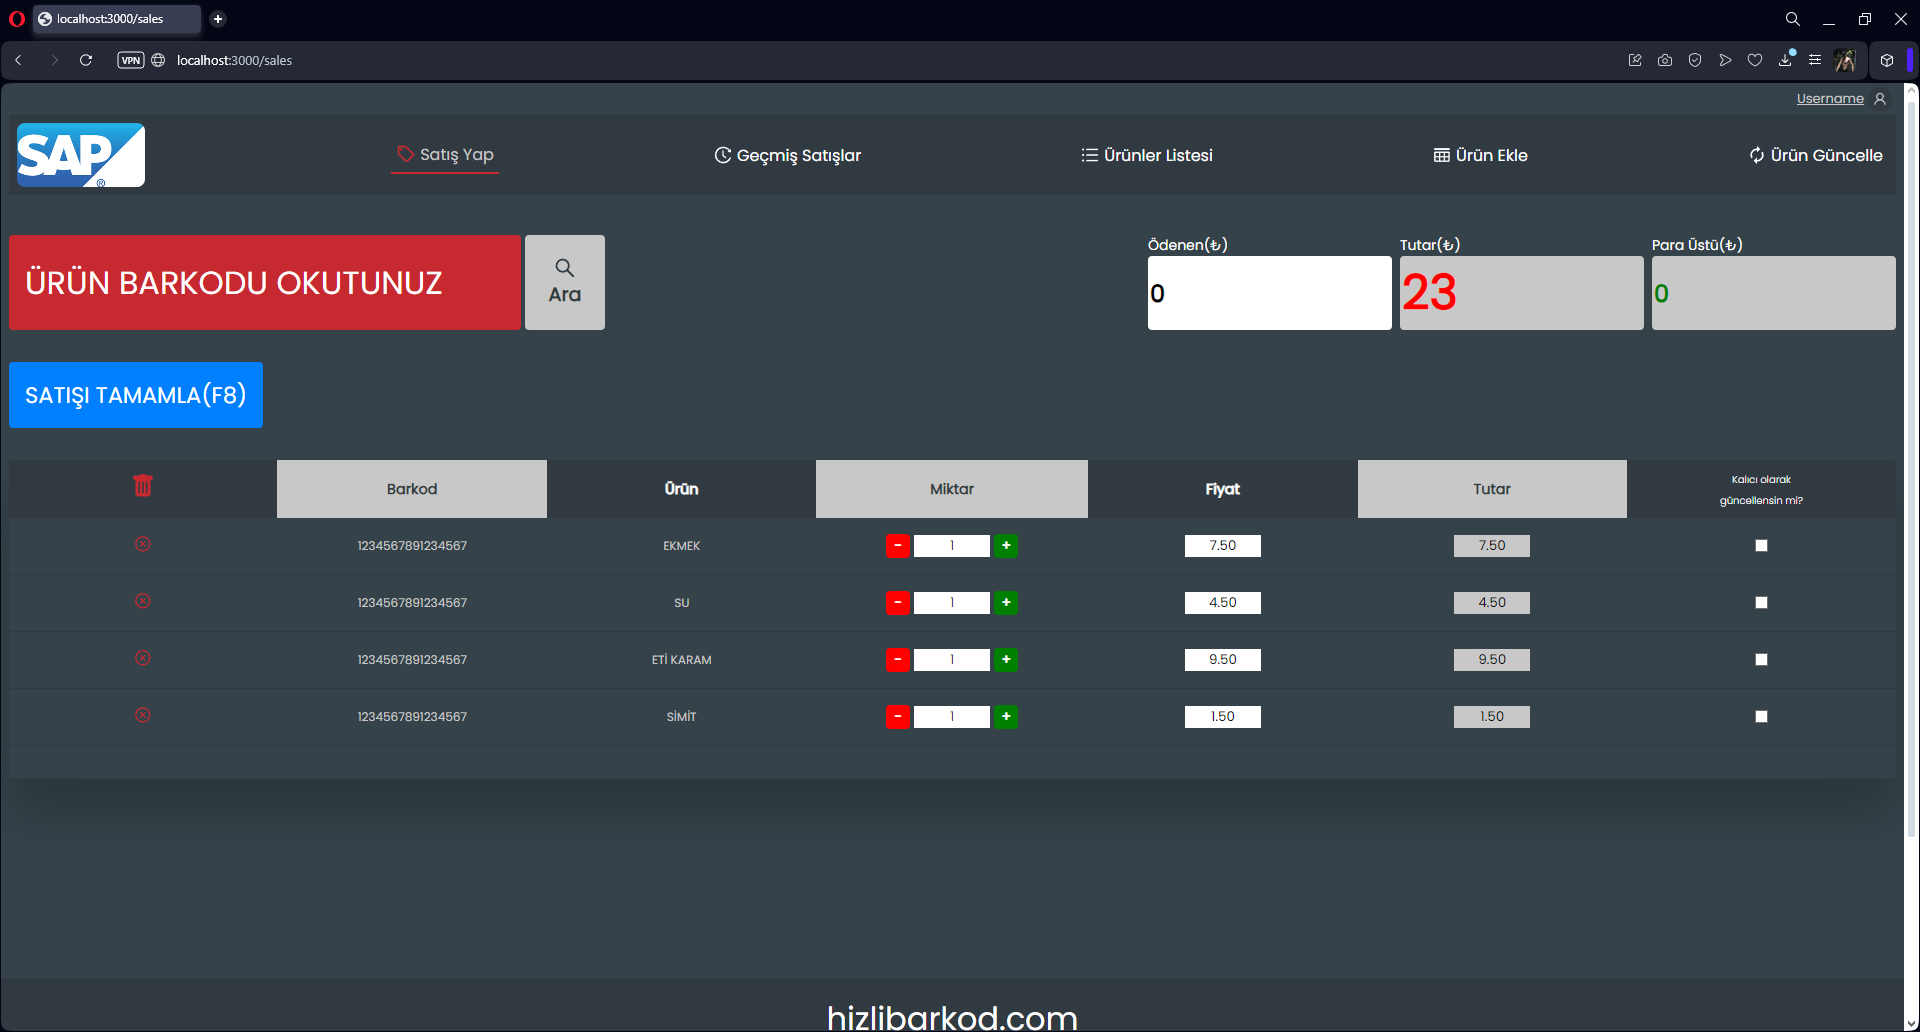 localhost:3000/sales
VPN
localhost:3000/sales
Username
SAP
®
Satış Yap
Geçmiş Satışlar
Ürünler Listesi
Ürün Ekle
Ürün Güncelle
ÜRÜN BARKODU OKUTUNUZ
Ara
Ödenen(₺)
0
Tutar(₺)
23
Para Üstü(₺)
0
SATIŞI TAMAMLA(F8)
Barkod Ürün Miktar Fiyat Tutar Kalıcı olarak
güncellensin mi?
1234567891234567 EKMEK - 1 + 7.50 7.50
1234567891234567 SU - 1 + 4.50 4.50
1234567891234567 ETİ KARAM - 1 + 9.50 9.50
1234567891234567 SİMİT - 1 + 1.50 1.50
hizlibarkod.com